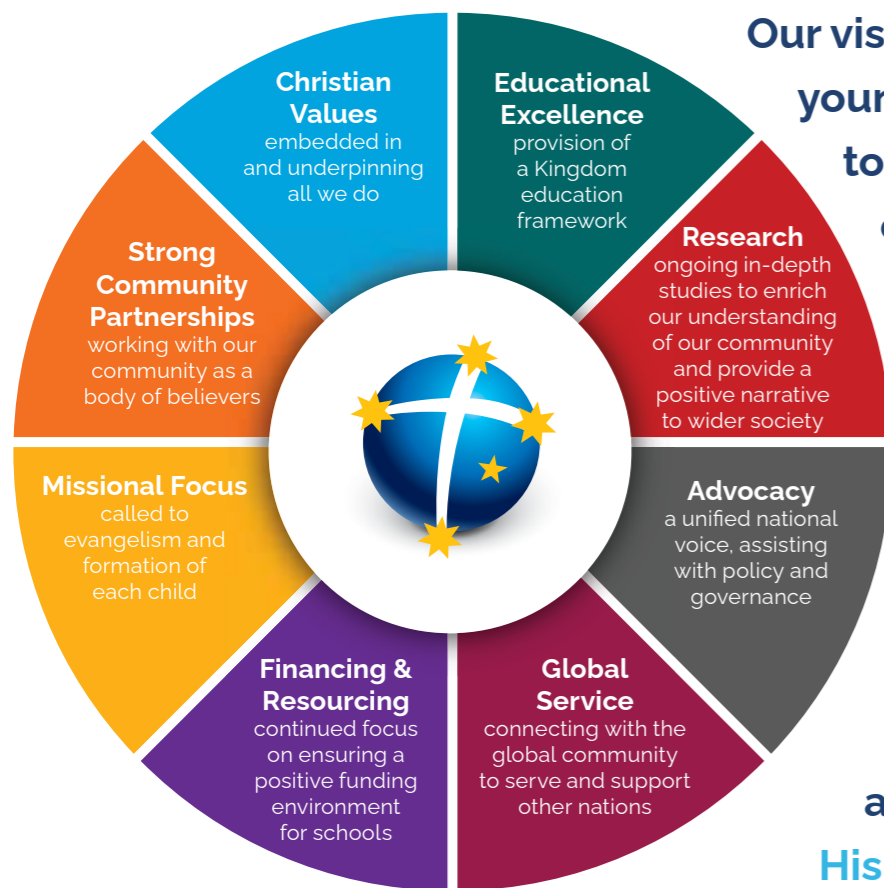 Our vis
your
to
Christian
Values
embedded in
and underpinning
all we do
Educational
Excellence
provision of
a Kingdom
education
framework
Research
ongoing in-depth
studies to enrich
our understanding
of our community
and provide a
positive narrative
to wider society
Advocacy
a unified national
voice, assisting
with policy and
governance
Global
Service
connecting with the
global community
to serve and support
other nations
Financing &
Resourcing
continued focus
on ensuring a
positive funding
environment
for schools
Missional Focus
called to
evangelism and
formation of
each child
Strong
Community
Partnerships
working with our
community as a
body of believers
a
His